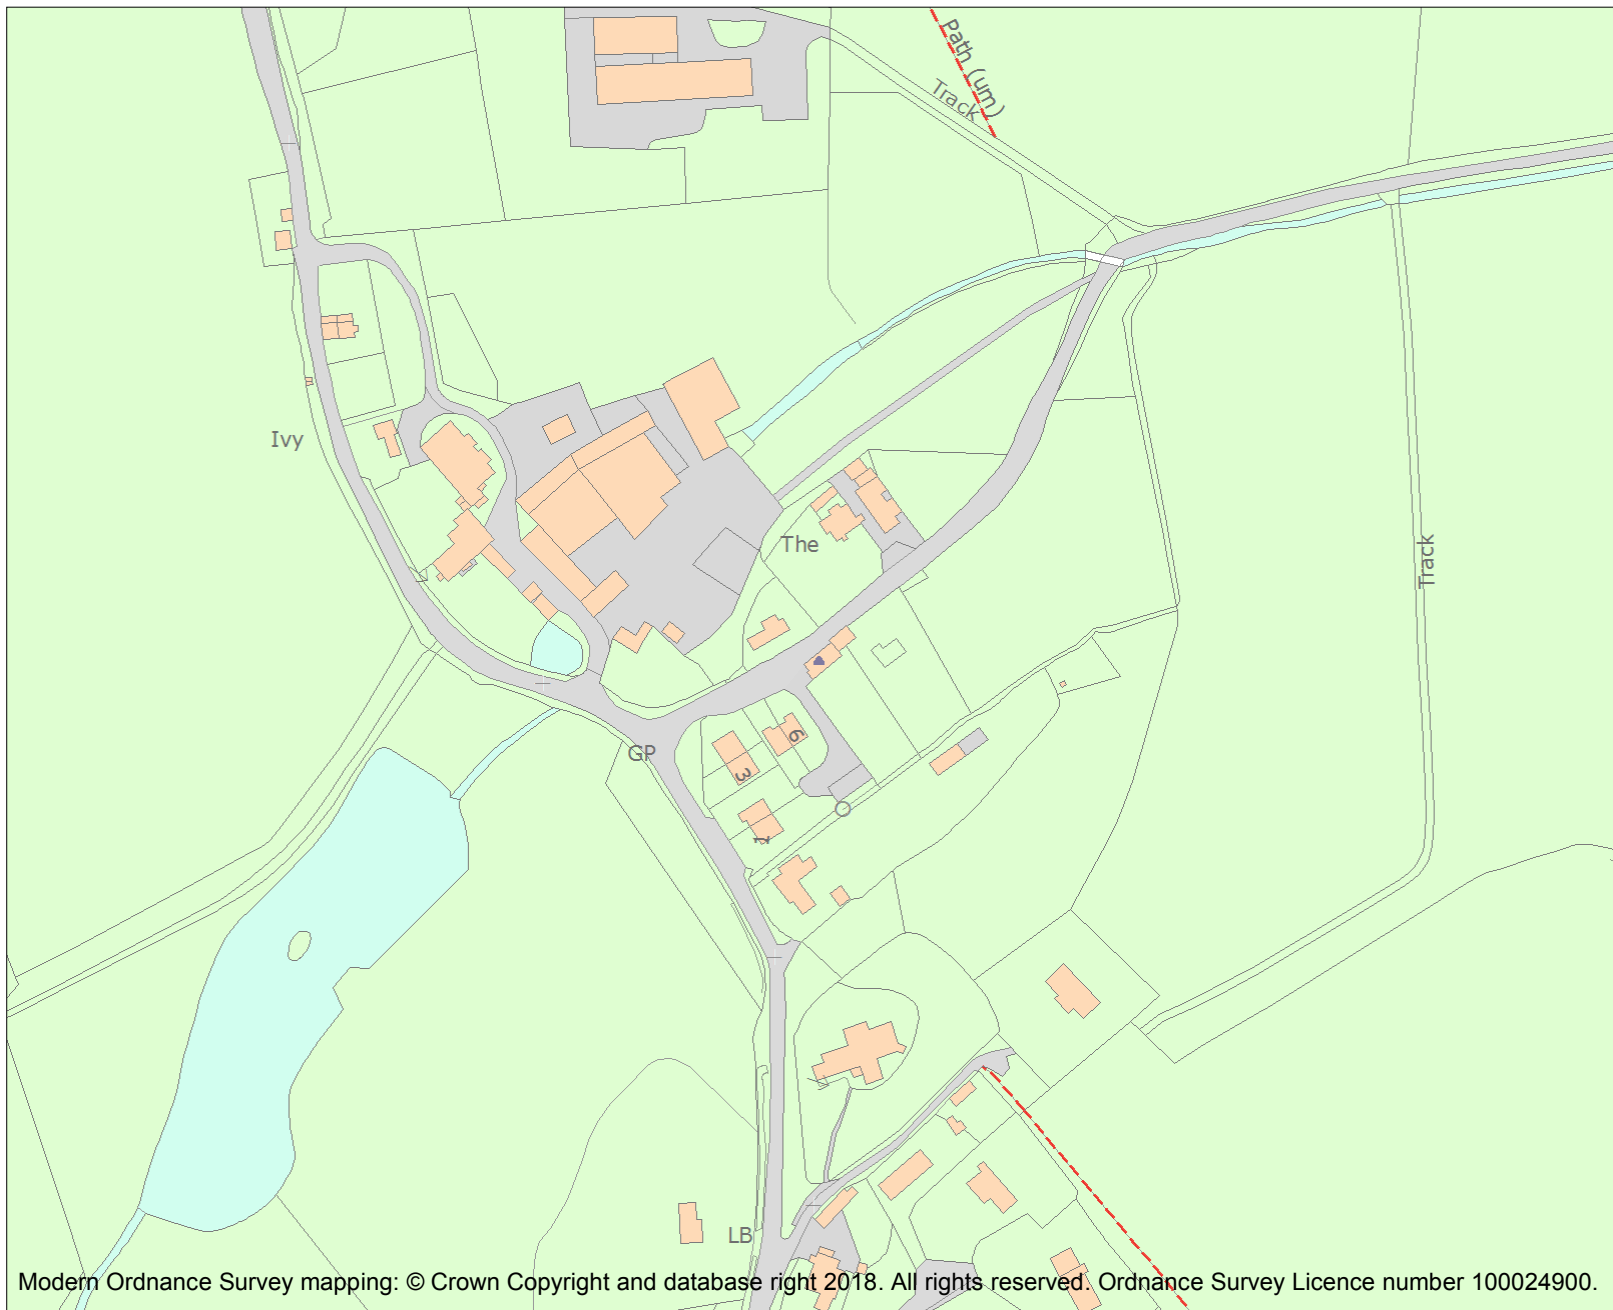 Path (um)
Track
Ivy
The
Track
6
GP
3
1
LB
Modern Ordnance Survey mapping: © Crown Copyright and database right 2018. All rights reserved. Ordnance Survey Licence number 100024900.